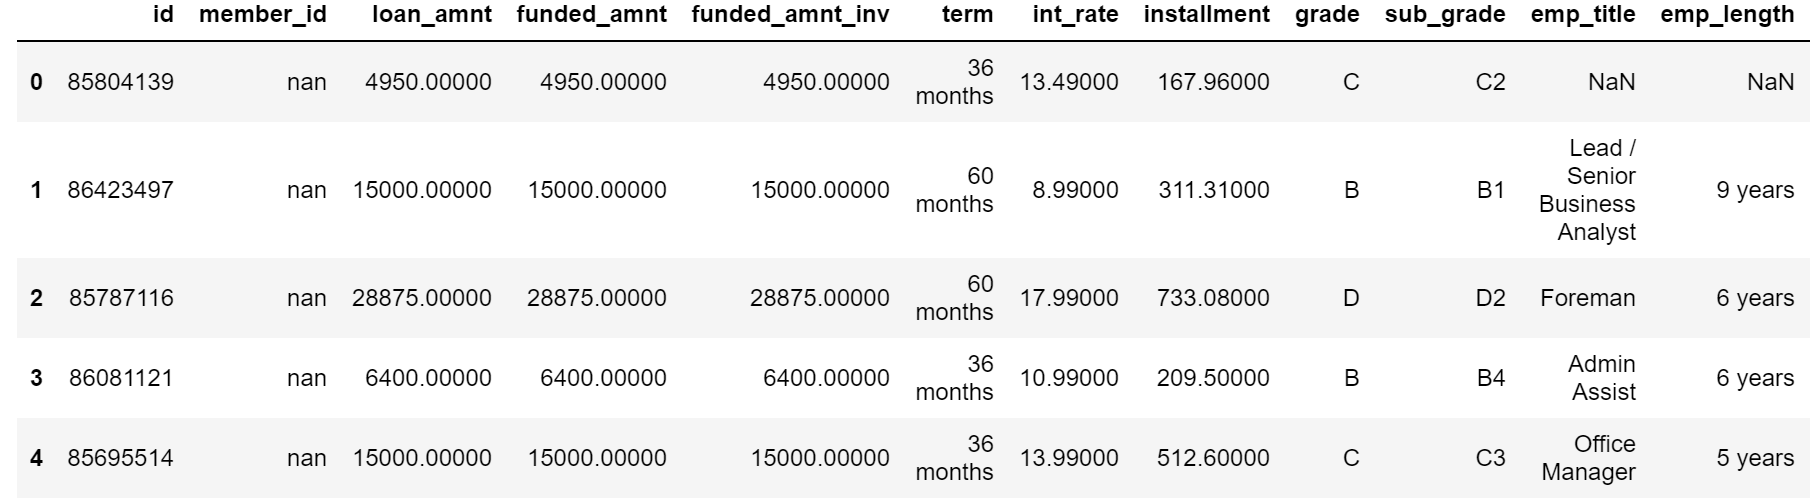 id member_id loan_amnt funded_amnt funded_amnt_inv term int_rate installment grade sub_grade emp_title emp_length
0 85804139 nan 4950.00000 4950.00000 4950.00000 36 months 13.49000 167.96000 C C2 NaN NaN
1 86423497 nan 15000.00000 15000.00000 15000.00000 60 months 8.99000 311.31000 B B1 Lead / Senior Business Analyst 9 years
2 85787116 nan 28875.00000 28875.00000 28875.00000 60 months 17.99000 733.08000 D D2 Foreman 6 years
3 86081121 nan 6400.00000 6400.00000 6400.00000 36 months 10.99000 209.50000 B B4 Admin Assist 6 years
4 85695514 nan 15000.00000 15000.00000 15000.00000 36 months 13.99000 512.60000 C C3 Office Manager 5 years